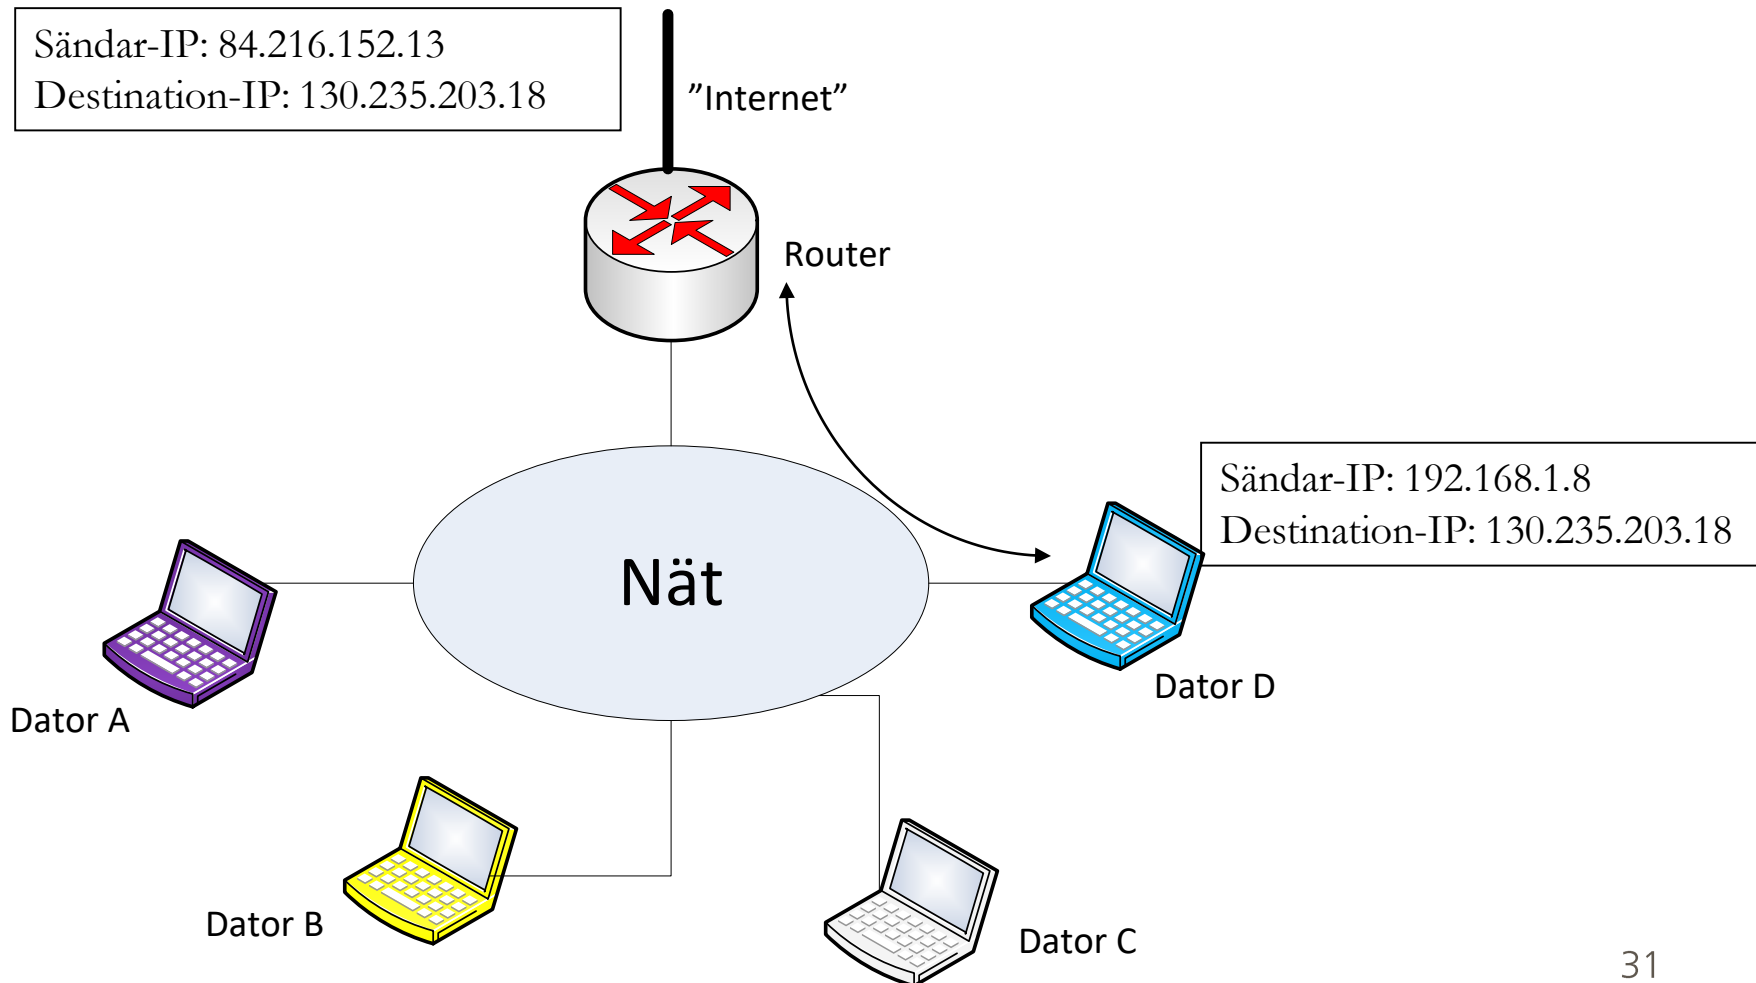 Sändar-IP: 84.216.152.13
Destination-IP: 130.235.203.18
”Internet”
Router
Sändar-IP: 192.168.1.8
Destination-IP: 130.235.203.18
Nät
Dator A
Dator D
Dator B
Dator C
31